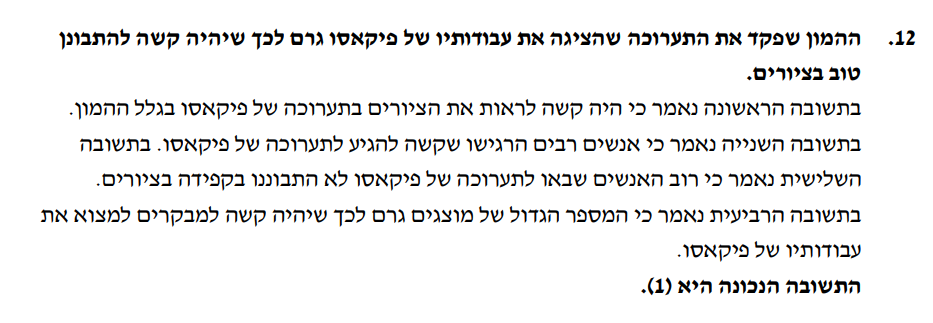 12. ההמון שפקד את התערוכה שהציגה את עבודותיו של פיקאסו גרם לכך שיהיה קשה להתבונן
טוב בציורים.
בתשובה הראשונה נאמר כי היה קשה לראות את הציורים בתערוכה של פיקאסו בגלל ההמון.
בתשובה השנייה נאמר כי אנשים רבים הרגישו שקשה להגיע לתערוכה של פיקאסו. בתשובה
השלישית נאמר כי רוב האנשים שבאו לתערוכה של פיקאסו לא התבוננו בקפידה בציורים.
בתשובה הרביעית נאמר כי המספר הגדול של מוצגים גרם לכך שיהיה קשה למבקרים למצוא את
עבודותיו של פיקאסו.
התשובה הנכונה היא (1).